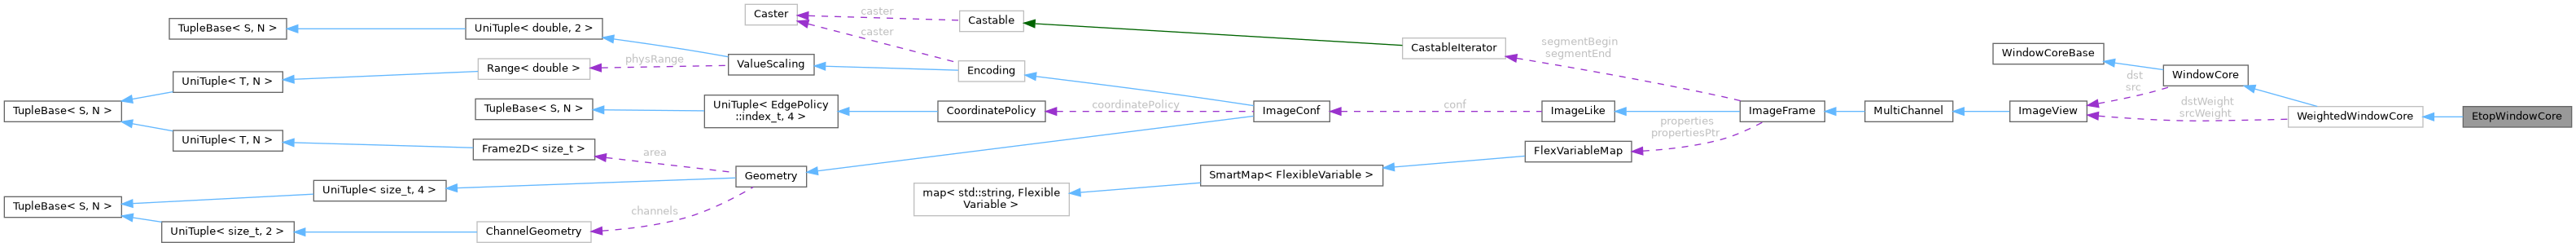 Caster
caster
Castable
caster
TupleBase< S, N >
UniTuple< double, 2 >
segmentBegin
segmentEnd
CastableIterator
WindowCoreBase
physRange
ValueScaling
Range< double >
Encoding
UniTuple< T, N >
dst
src
WindowCore
TupleBase< S, N >
TupleBase< S, N >
UniTuple< EdgePolicy
::index_t, 4 >
CoordinatePolicy
coordinatePolicy
ImageConf
conf
ImageLike
ImageFrame
MultiChannel
ImageView
dstWeight
srcWeight
WeightedWindowCore
EtopWindowCore
properties
propertiesPtr
UniTuple< T, N >
Frame2D< size_t >
area
FlexVariableMap
Geometry
SmartMap< FlexibleVariable >
UniTuple< size_t, 4 >
map< std::string, Flexible
Variable >
TupleBase< S, N >
channels
UniTuple< size_t, 2 >
ChannelGeometry